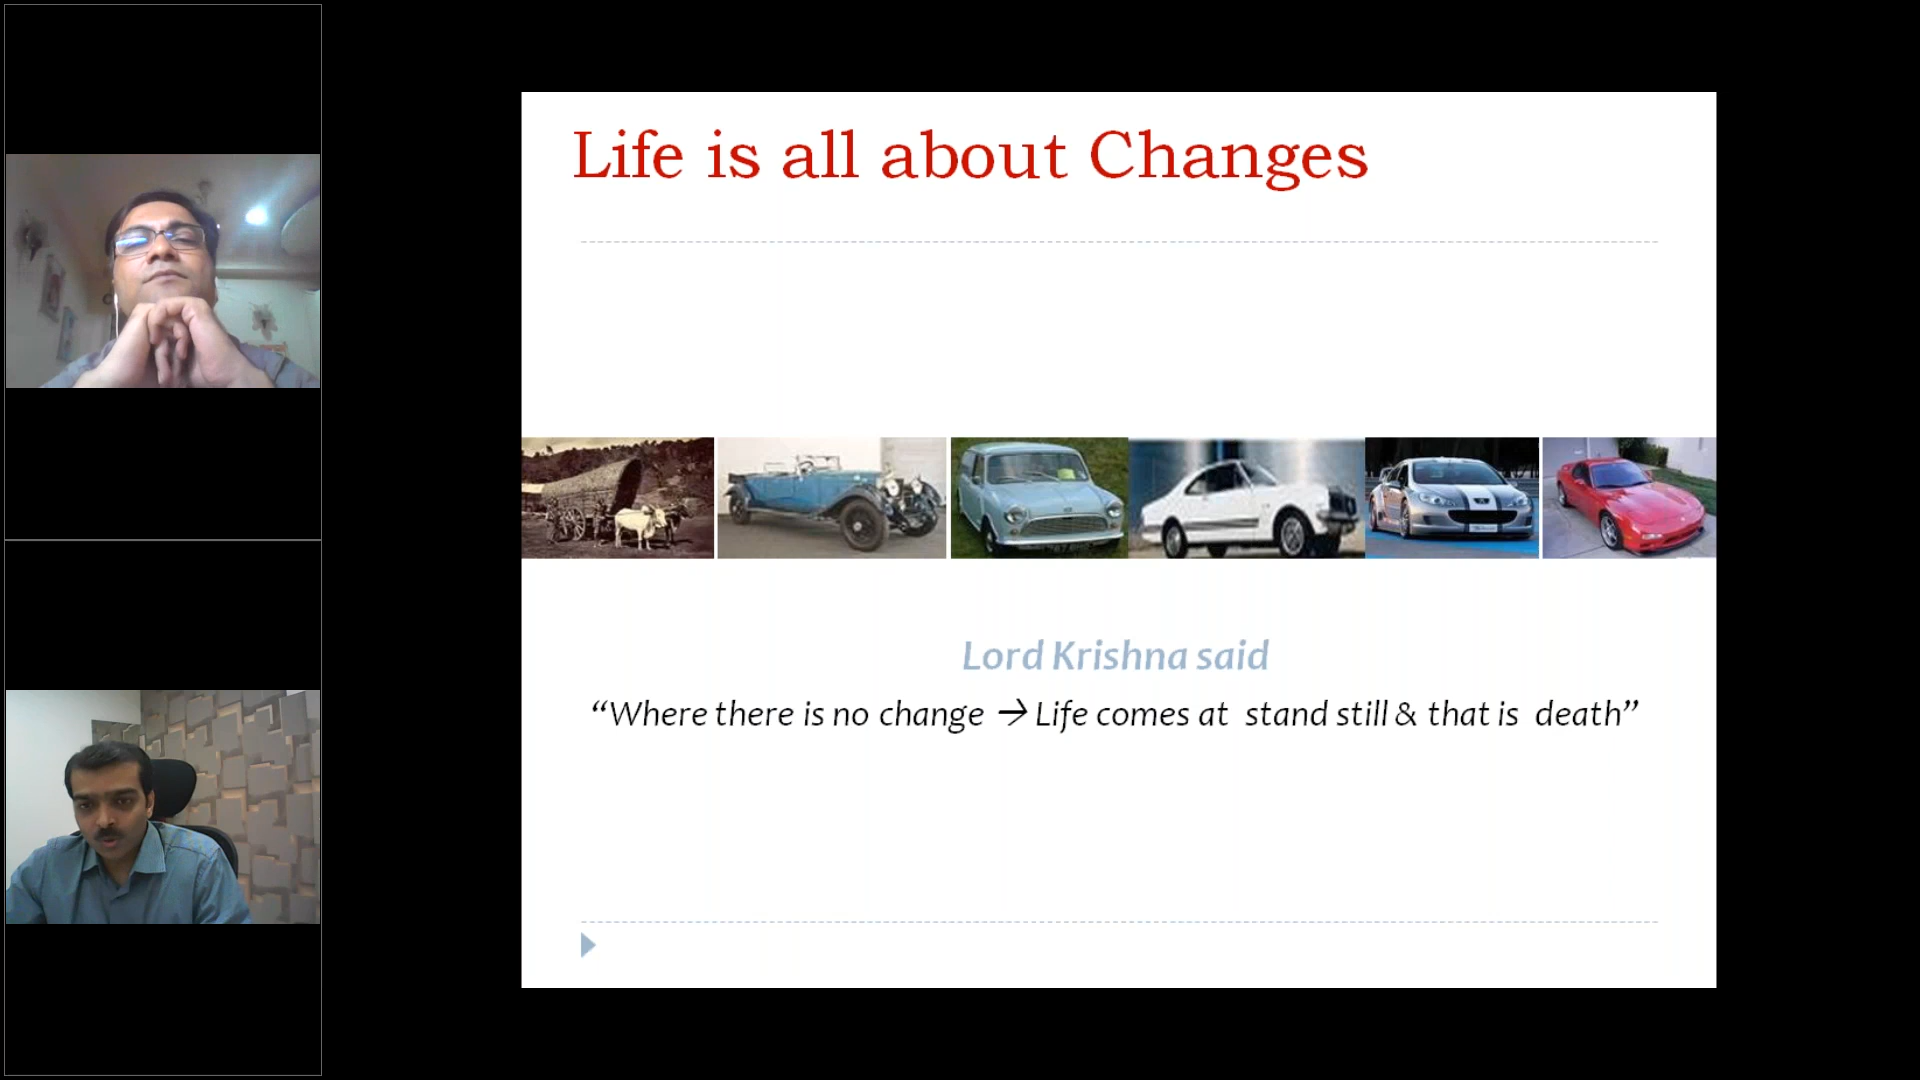 Life is all about Changes
Lord Krishna said
“Where there is no change → Life comes at stand still & that is death”